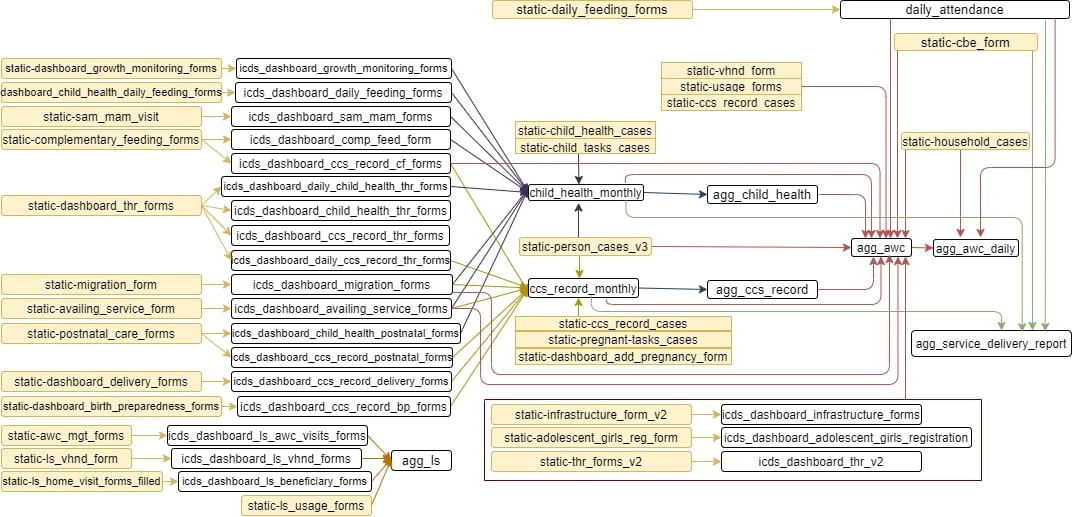 static-daily_feeding_forms
daily_attendance
static-cbe_form
static-dashboard_growth_monitoring_forms
icds_dashboard_growth_monitoring_forms
static-vhnd_form
static-usage_forms
static-ccs_record_cases
dashboard_child_health_daily_feeding_forms
icds_dashboard_daily_feeding_forms
static-sam_mam_visit
icds_dashboard_sam_mam_forms
static-child_health_cases
static-child_tasks_cases
static-complementary_feeding_forms
icds_dashboard_comp_feed_form
static-household_cases
icds_dashboard_ccs_record_cf_forms
icds_dashboard_daily_child_health_thr_forms
child_health_monthly
agg_child_health
static-dashboard_thr_forms
icds_dashboard_child_health_thr_forms
icds_dashboard_ccs_record_thr_forms
static-person_cases_v3
agg_awc
agg_awc_daily
icds_dashboard_daily_ccs_record_thr_forms
static-migration_form
icds_dashboard_migration_forms
ccs_record_monthly
agg_ccs_record
static-availing_service_form
icds_dashboard_availing_service_forms
static-ccs_record_cases
static-pregnant-tasks_cases
static-dashboard_add_pregnancy_form
static-postnatal_care_forms
icds_dashboard_child_health_postnatal_forms
agg_service_delivery_report
icds_dashboard_ccs_record_postnatal_forms
static-dashboard_delivery_forms
icds_dashboard_ccs_record_delivery_forms
static-dashboard_birth_preparedness_forms
icds_dashboard_ccs_record_bp_forms
static-infrastructure_form_v2
icds_dashboard_infrastructure_forms
static-awc_mgt_forms
icds_dashboard_ls_awc_visits_forms
static-adolescent_girls_reg_form
icds_dashboard_adolescent_girls_registration
static-ls_vhnd_form
icds_dashboard_ls_vhnd_forms
agg_ls
static-thr_forms_v2
icds_dashboard_thr_v2
static-ls_home_visit_forms_filled
icds_dashboard_ls_beneficiary_forms
static-ls_usage_forms